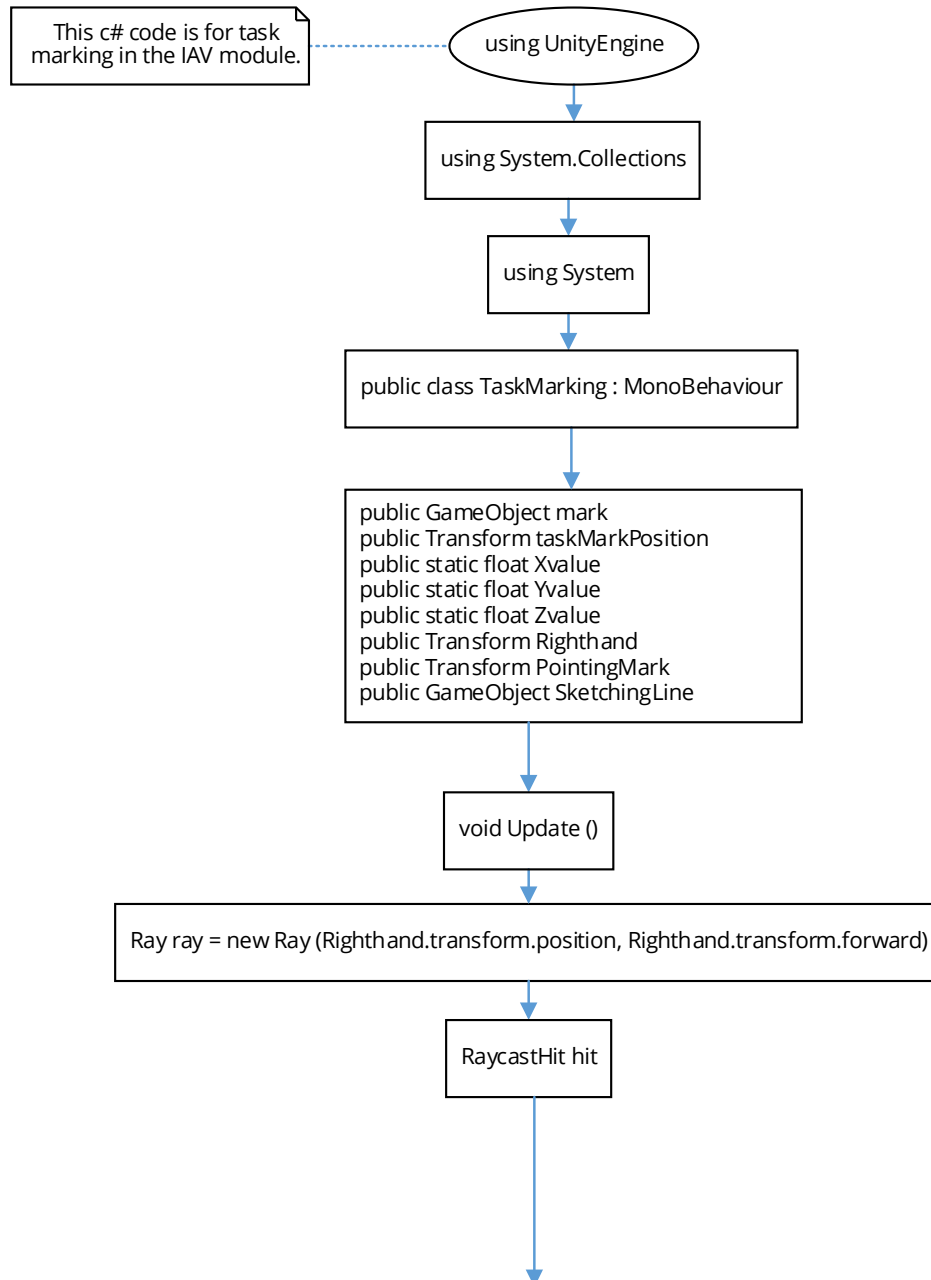 This c# code is for task
marking in the IAV module.
using UnityEngine
using System.Collections
using System
public class TaskMarking : MonoBehaviour
public GameObject mark
public Transform taskMarkPosition
public static float Xvalue
public static float Yvalue
public static float Zvalue
public Transform Righthand
public Transform PointingMark
public GameObject SketchingLine
void Update ()
Ray ray = new Ray (Righthand.transform.position, Righthand.transform.forward)
RaycastHit hit